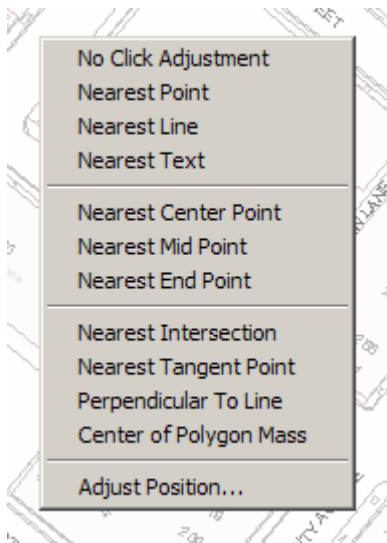 No Click Adjustment
Nearest Point
Nearest Line
Nearest Text
Nearest Center Point
Nearest Mid Point
Nearest End Point
Nearest Intersection
Nearest Tangent Point
Perpendicular To Line
Center of Polygon Mass
Adjust Position...